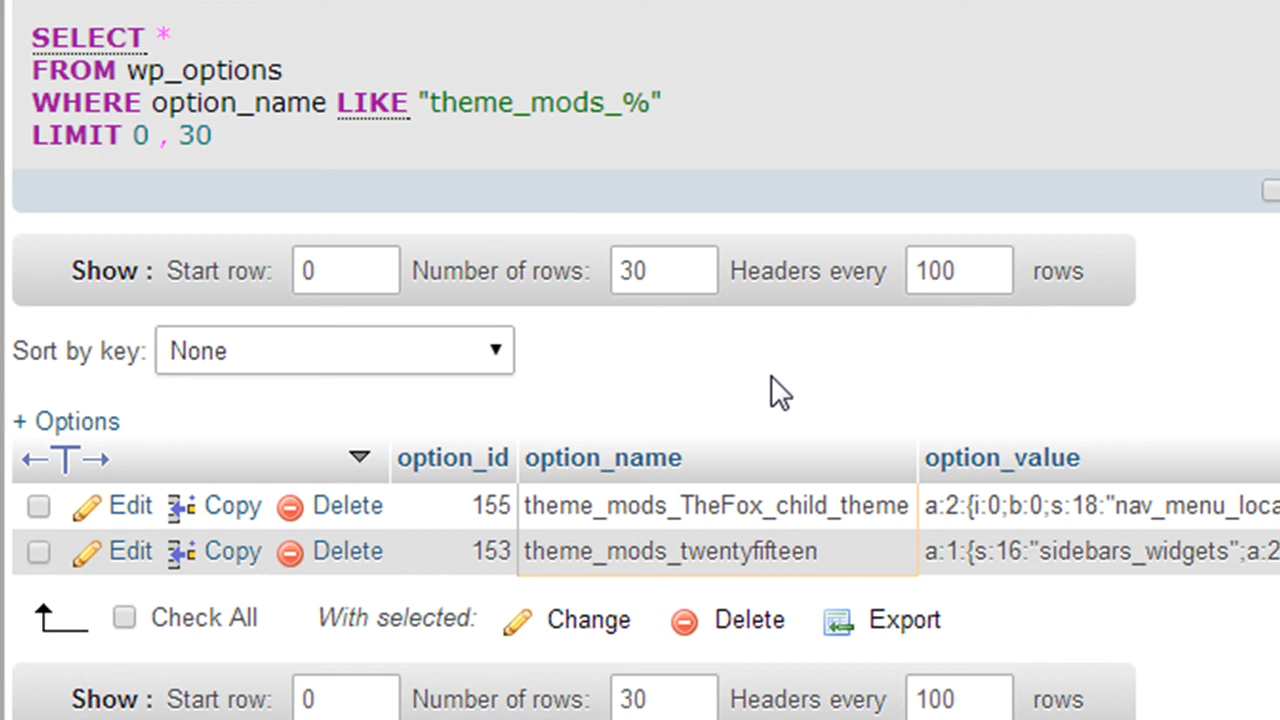 SELECT *
FROM wp_options
WHERE option_name LIKE "theme_mods_%"
LIMIT 0 , 30
Show : Start row: 0 Number of rows: 30 Headers every 100 rows
Sort by key: None
+ Options
option_id option_name option_value
Edit Copy Delete 155 theme_mods_TheFox_child_theme a:2:{i:0;b:0;s:18:"nav_menu_loca
Edit Copy Delete 153 theme_mods_twentyfifteen a:1:{s:16:"sidebars_widgets";a:2
Check All With selected: Change Delete Export
Show : Start row: 0 Number of rows: 30 Headers every 100 rows